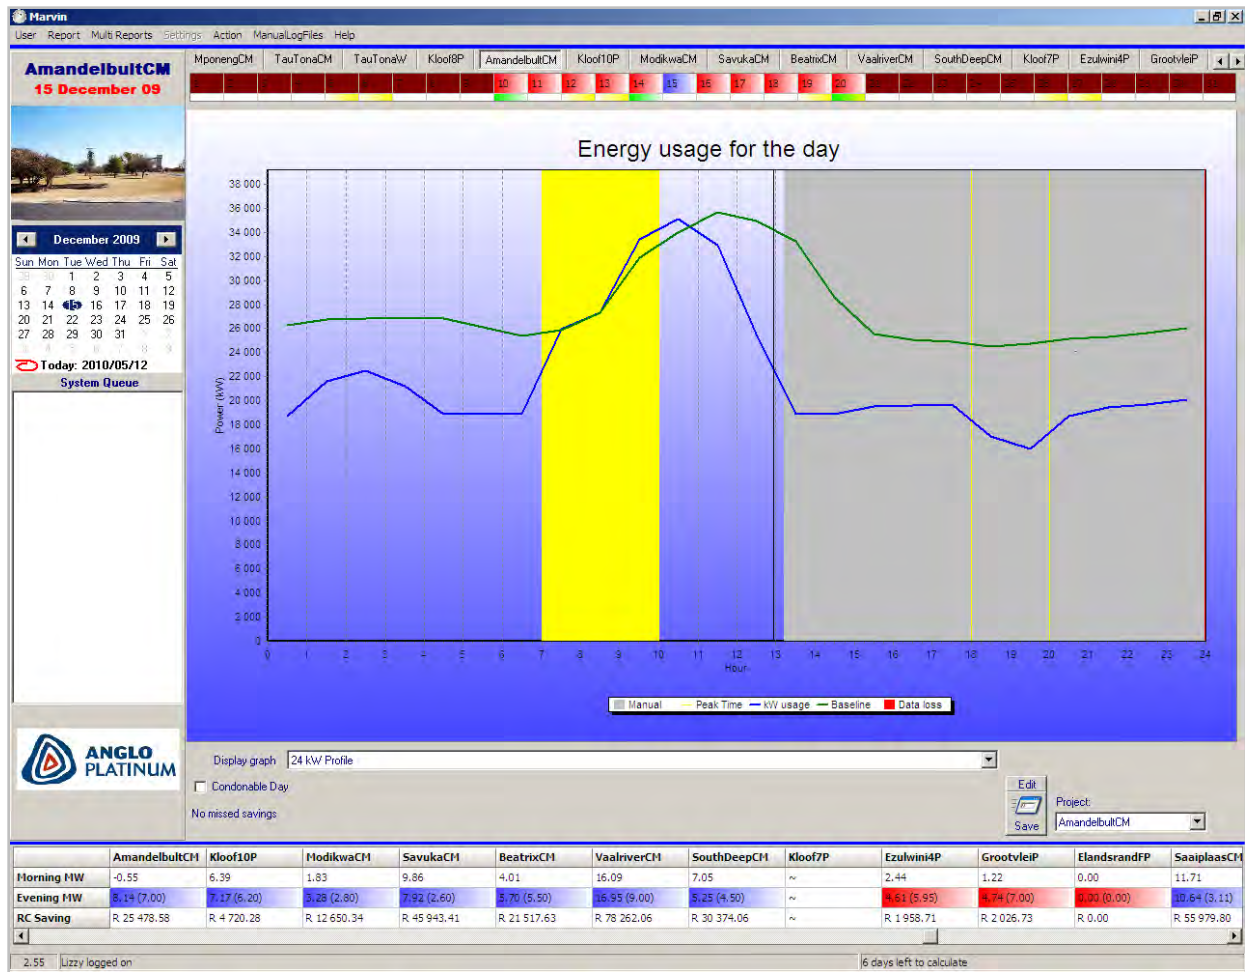 Marvin
User Report Multi Reports Settings Action ManualLogFiles Help
AmandelbultCM
15 December 09
MponengCM TauTonaCM TauTonaW Kloof8P AmandelbultCM Kloof10P ModikwaCM SavukaCM BeatrixCM VaalriverCM SouthDeepCM Kloof7P Ezulwini4P GrootvleiP
10 11 12 13 14 15 16 17 18 19 20
Energy usage for the day
38 000
36 000
34 000
32 000
30 000
28 000
26 000
24 000
22 000
20 000
18 000
16 000
14 000
12 000
10 000
8 000
6 000
4 000
2 000
0
Power (kW)
0 1 2 3 4 5 6 7 8 9 10 11 12 13 14 15 16 17 18 19 20 21 22 23 24
Hour
Manual Peak Time kW usage Baseline Data loss
December 2009
Sun Mon Tue Wed Thu Fri Sat
29 30 1 2 3 4 5
6 7 8 9 10 11 12
13 14 15 16 17 18 19
20 21 22 23 24 25 26
27 28 29 30 31
Today: 2010/05/12
System Queue
ANGLO
PLATINUM
Display graph 24 kW Profile
Condonable Day
No missed savings
Edit
Save
Project:
AmandelbultCM
AmandelbultCM Kloof10P ModikwaCM SavukaCM BeatrixCM VaalriverCM SouthDeepCM Kloof7P Ezulwini4P GrootvleiP ElandsrandFP SaaiplaasCM
Morning MW -0.55 6.39 1.83 9.86 4.01 16.09 7.05 ~ 2.44 1.22 0.00 11.71
Evening MW 8.14 (7.00) 7.17 (6.20) 3.28 (2.80) 7.92 (2.60) 5.70 (5.50) 16.95 (9.00) 5.25 (4.50) ~ 4.61 (5.95) 4.74 (7.00) 0.00 (0.00) 10.64 (3.11)
RC Saving R 25 478.58 R 4 720.28 R 12 650.34 R 45 943.41 R 21 517.63 R 78 262.06 R 30 374.06 ~ R 1 958.71 R 2 026.73 R 0.00 R 55 979.80
2.55 Lizzy logged on 6 days left to calculate